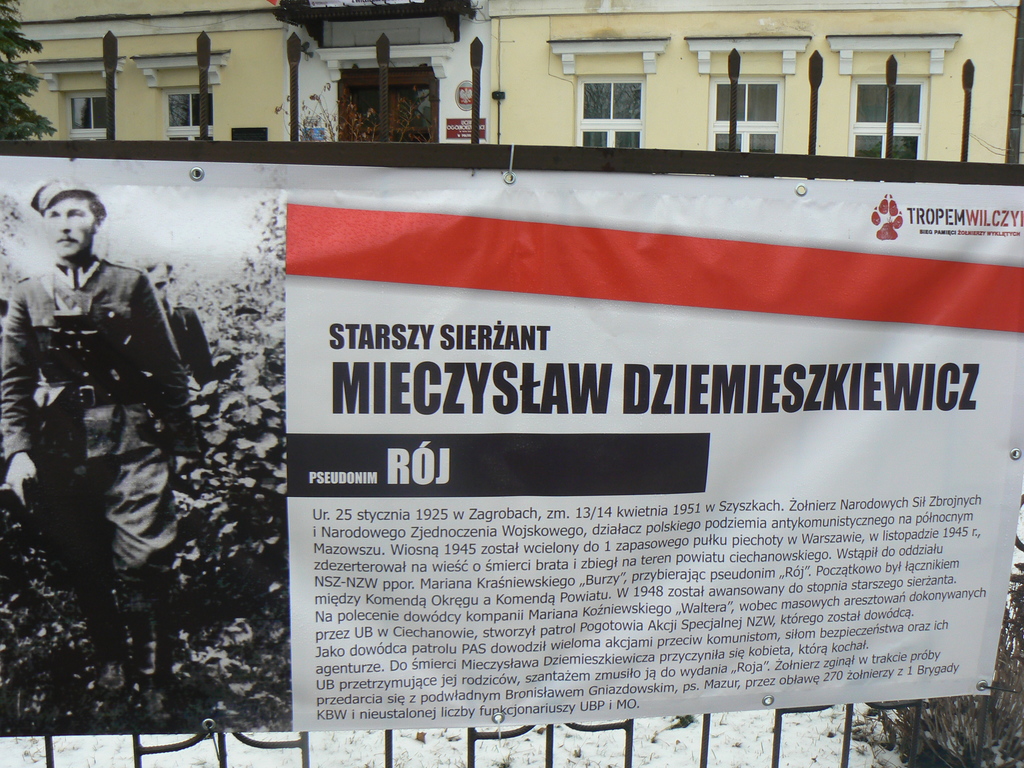 TROPEMWILCZY
BIEG PAMIĘCI ŻOŁNIERZY WYKLĘTYCH
STARSZY SIERŻANT
MIECZYSŁAW DZIEMIESZKIEWICZ
PSEUDONIM RÓJ
Ur. 25 stycznia 1925 w Zagrobach, zm. 13/14 kwietnia 1951 w Szyszkach. Żołnierz Narodowych Sił Zbrojnych
i Narodowego Zjednoczenia Wojskowego, działacz polskiego podziemia antykomunistycznego na północnym
Mazowszu. Wiosną 1945 został wcielony do 1 zapasowego pułku piechoty w Warszawie, w listopadzie 1945 r.,
zdezerterował na wieść o śmierci brata i zbiegł na teren powiatu ciechanowskiego. Wstąpił do oddziału
NSZ-NZW ppor. Mariana Kraśniewskiego „Burzy”, przybierając pseudonim „Rój”. Początkowo był łącznikiem
między Komendą Okręgu a Komendą Powiatu. W 1948 został awansowany do stopnia starszego sierżanta.
Na polecenie dowódcy kompanii Mariana Koźniewskiego „Waltera”, wobec masowych aresztowań dokonywanych
przez UB w Ciechanowie, stworzył patrol Pogotowia Akcji Specjalnej NZW, którego został dowódcą.
Jako dowódca patrolu PAS dowodził wieloma akcjami przeciw komunistom, siłom bezpieczeństwa oraz ich
agenturze. Do śmierci Mieczysława Dziemieszkiewicza przyczyniła się kobieta, którą kochał.
UB przetrzymujące jej rodziców, szantażem zmusiło ją do wydania „Roja”. Żołnierz zginął w trakcie próby
przedarcia się z podwładnym Bronisławem Gniazdowskim, ps. Mazur, przez obławę 270 żołnierzy z 1 Brygady
KBW i nieustalonej liczby funkcjonariuszy UBP i MO.